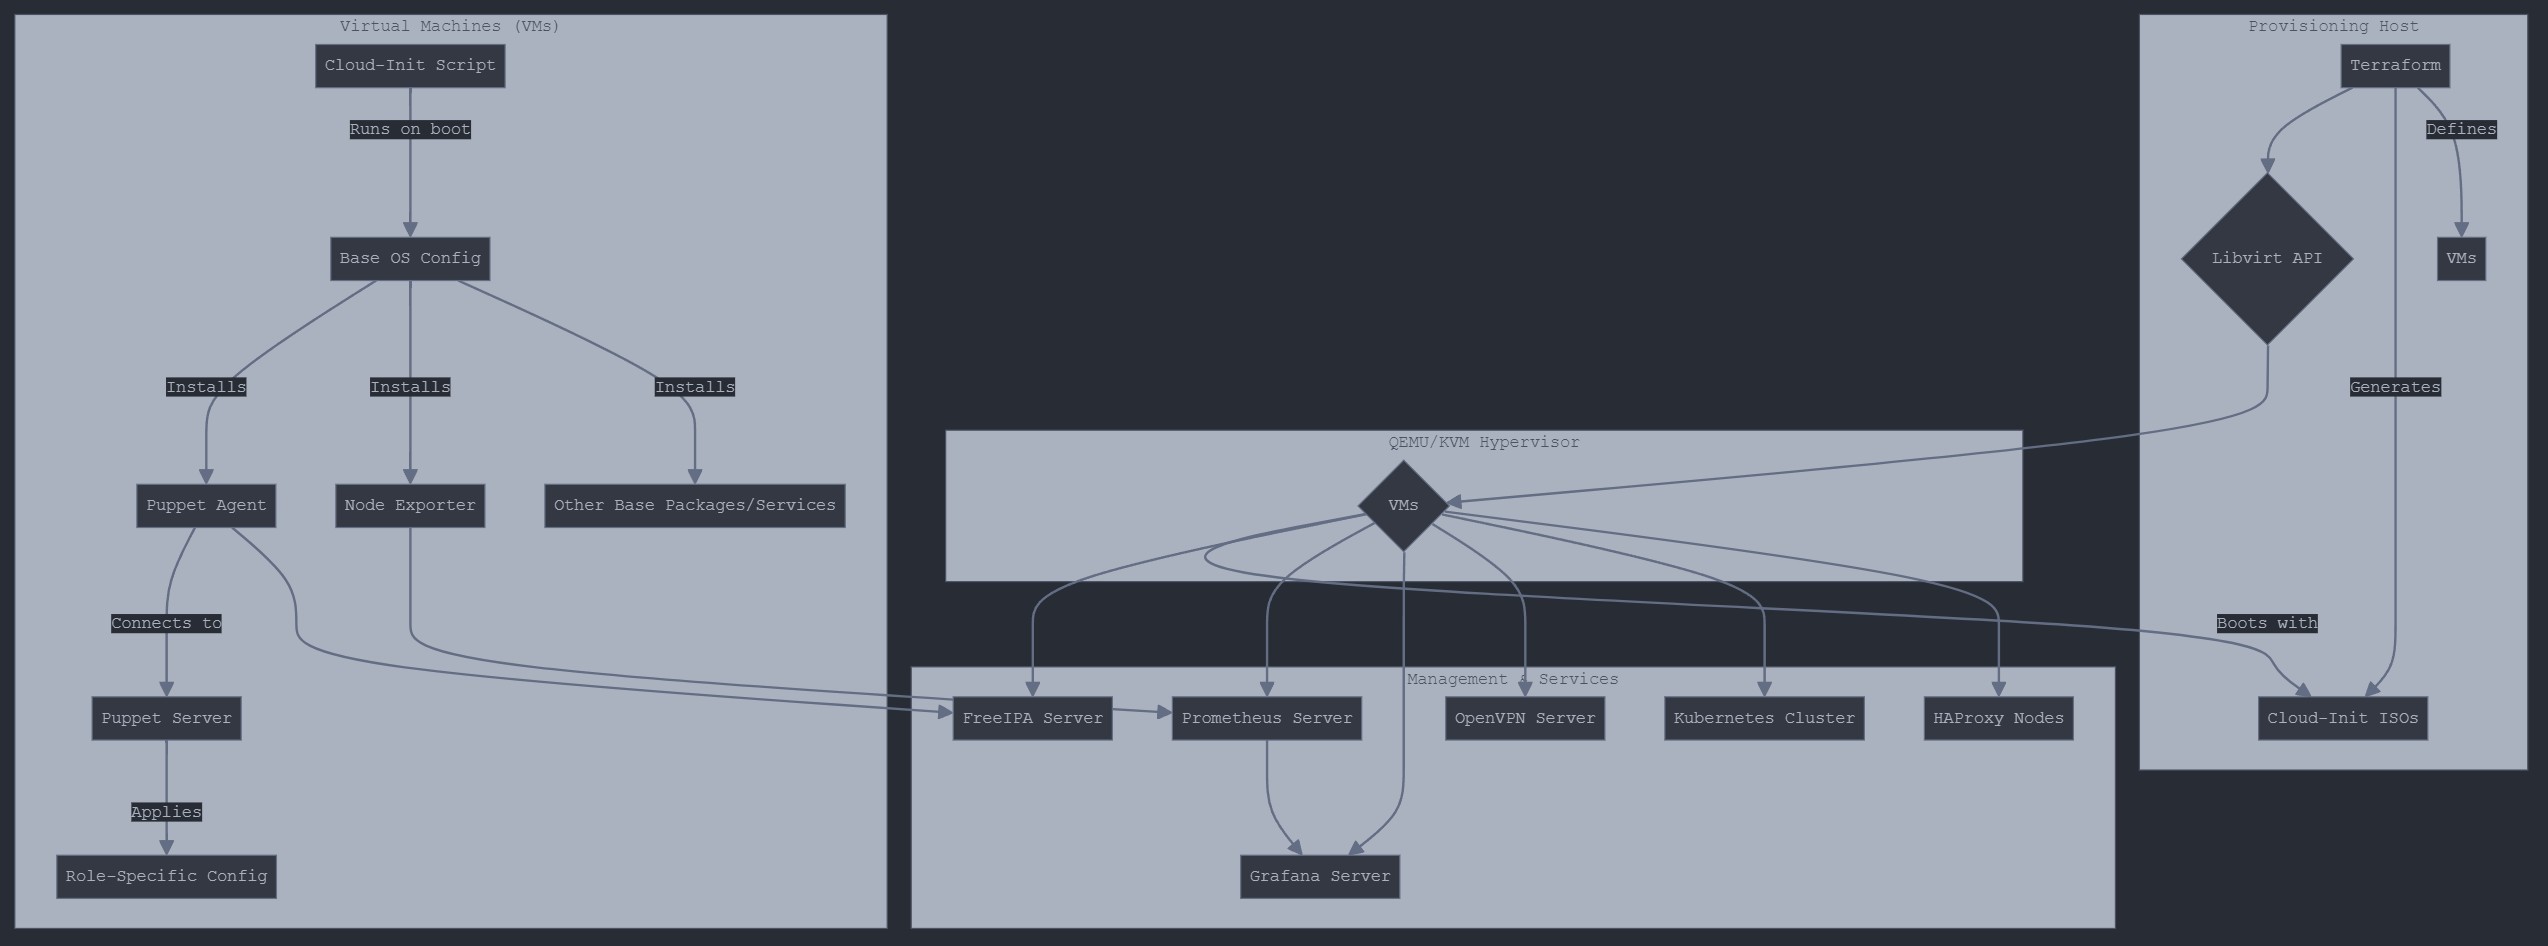 Virtual Machines (VMs)
Cloud-Init Script
Runs on boot
Base OS Config
Installs
Installs
Installs
Puppet Agent
Node Exporter
Other Base Packages/Services
Connects to
Puppet Server
Applies
Role-Specific Config
QEMU/KVM Hypervisor
VMs
Management & Services
FreeIPA Server
Prometheus Server
OpenVPN Server
Kubernetes Cluster
HAProxy Nodes
Grafana Server
Provisioning Host
Terraform
Defines
Libvirt API
VMs
Generates
Boots with
Cloud-Init ISOs